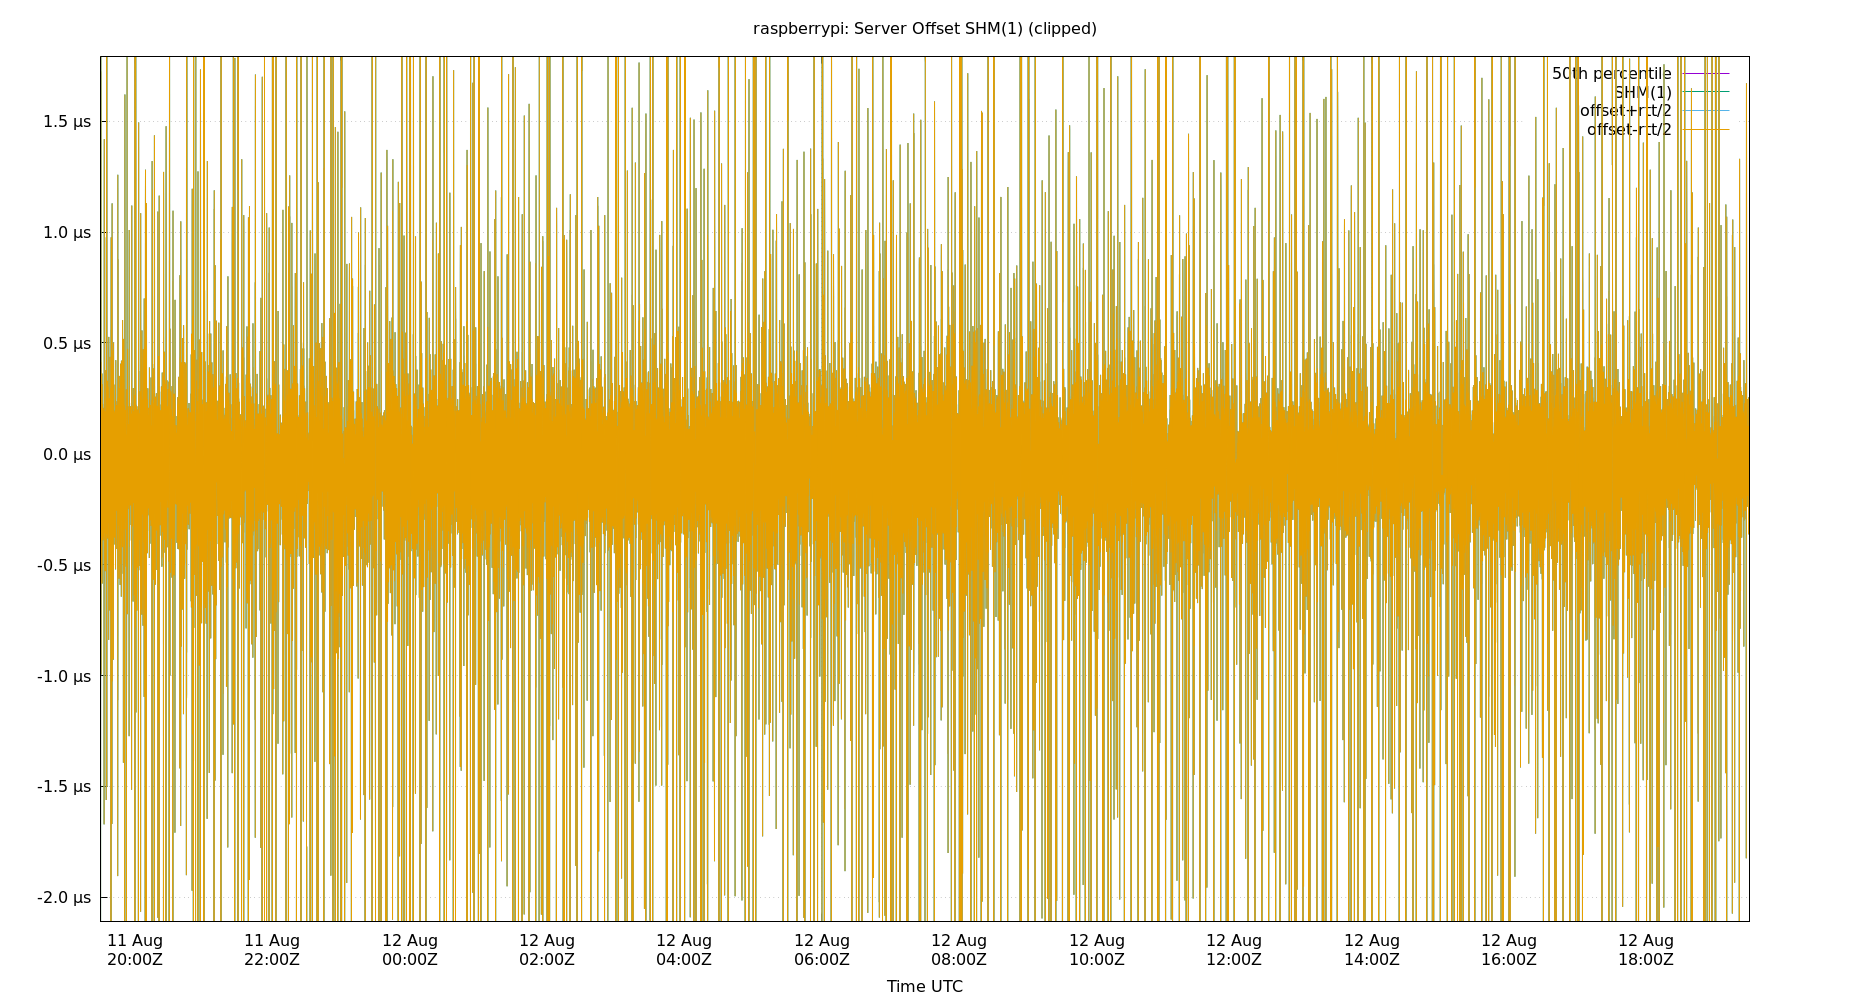 raspberrypi: Server Offset SHM(1) (clipped)
50th percentile
SHM(1)
offset+rtt/2
offset-rtt/2
1.5 µs
1.0 µs
0.5 µs
0.0 µs
-0.5 µs
-1.0 µs
-1.5 µs
-2.0 µs
11 Aug 11 Aug 12 Aug 12 Aug 12 Aug 12 Aug 12 Aug 12 Aug 12 Aug 12 Aug 12 Aug 12 Aug
20:00Z 22:00Z 00:00Z 02:00Z 04:00Z 06:00Z 08:00Z 10:00Z 12:00Z 14:00Z 16:00Z 18:00Z
Time UTC